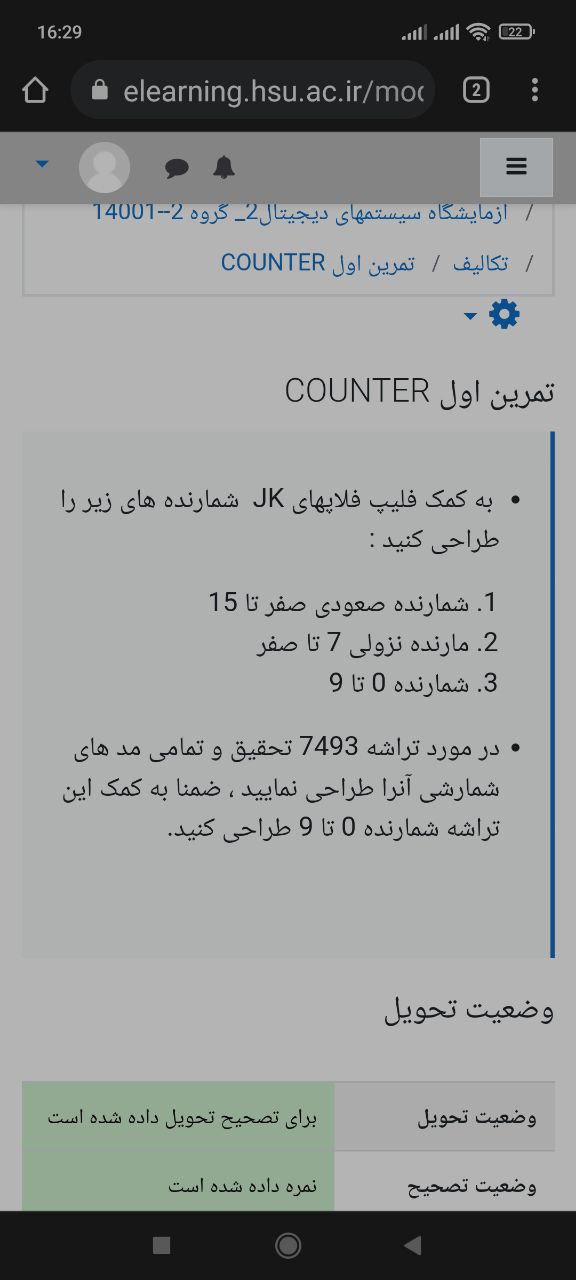 16:29
22
elearning.hsu.ac.ir/mod
2
/ آزمایشگاه سیستمهای دیجیتال2_ گروه 2--14001
/ تکالیف / تمرین اول COUNTER
تمرین اول COUNTER
• به کمک فلیپ فلاپهای JK شمارنده های زیر را
طراحی کنید :
1. شمارنده صعودی صفر تا 15
2. مارنده نزولی 7 تا صفر
3. شمارنده 0 تا 9
• در مورد تراشه 7493 تحقیق و تمامی مد های
شمارشی آنرا طراحی نمایید ، ضمنا به کمک این
تراشه شمارنده 0 تا 9 طراحی کنید.
وضعیت تحویل
وضعیت تحویل برای تصحیح تحویل داده شده است
وضعیت تصحیح نمره داده شده است